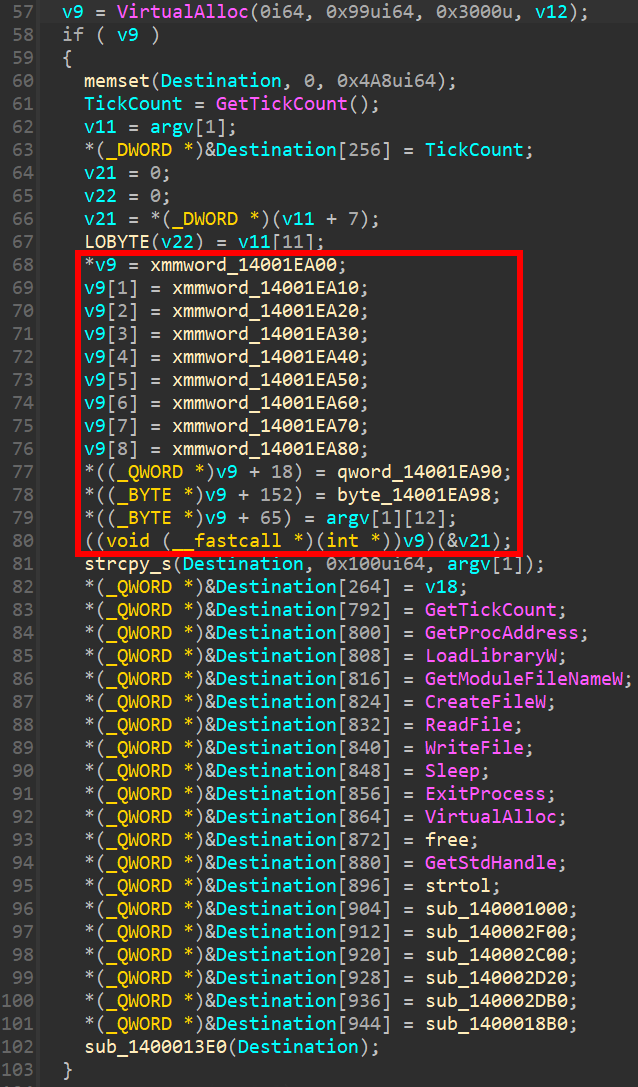 57 v9 = VirtualAlloc(0i64, 0x99ui64, 0x3000u, v12);
58 if ( v9 )
59 {
60 memset(Destination, 0, 0x4A8ui64);
61 TickCount = GetTickCount();
62 v11 = argv[1];
63 *(_DWORD *)&Destination[256] = TickCount;
64 v21 = 0;
65 v22 = 0;
66 v21 = *(_DWORD *)(v11 + 7);
67 LOBYTE(v22) = v11[11];
68 *v9 = xmmword_14001EA00;
69 v9[1] = xmmword_14001EA10;
70 v9[2] = xmmword_14001EA20;
71 v9[3] = xmmword_14001EA30;
72 v9[4] = xmmword_14001EA40;
73 v9[5] = xmmword_14001EA50;
74 v9[6] = xmmword_14001EA60;
75 v9[7] = xmmword_14001EA70;
76 v9[8] = xmmword_14001EA80;
77 *((_QWORD *)v9 + 18) = qword_14001EA90;
78 *((_BYTE *)v9 + 152) = byte_14001EA98;
79 *((_BYTE *)v9 + 65) = argv[1][12];
80 ((void (__fastcall *)(int *))v9)(&v21);
81 strcpy_s(Destination, 0x100ui64, argv[1]);
82 *(_QWORD *)&Destination[264] = v18;
83 *(_QWORD *)&Destination[792] = GetTickCount;
84 *(_QWORD *)&Destination[800] = GetProcAddress;
85 *(_QWORD *)&Destination[808] = LoadLibraryW;
86 *(_QWORD *)&Destination[816] = GetModuleFileNameW;
87 *(_QWORD *)&Destination[824] = CreateFileW;
88 *(_QWORD *)&Destination[832] = ReadFile;
89 *(_QWORD *)&Destination[840] = WriteFile;
90 *(_QWORD *)&Destination[848] = Sleep;
91 *(_QWORD *)&Destination[856] = ExitProcess;
92 *(_QWORD *)&Destination[864] = VirtualAlloc;
93 *(_QWORD *)&Destination[872] = free;
94 *(_QWORD *)&Destination[880] = GetStdHandle;
95 *(_QWORD *)&Destination[896] = strtol;
96 *(_QWORD *)&Destination[904] = sub_140001000;
97 *(_QWORD *)&Destination[912] = sub_140002F00;
98 *(_QWORD *)&Destination[920] = sub_140002C00;
99 *(_QWORD *)&Destination[928] = sub_140002D20;
100 *(_QWORD *)&Destination[936] = sub_140002DB0;
101 *(_QWORD *)&Destination[944] = sub_1400018B0;
102 sub_1400013E0(Destination);
103 }